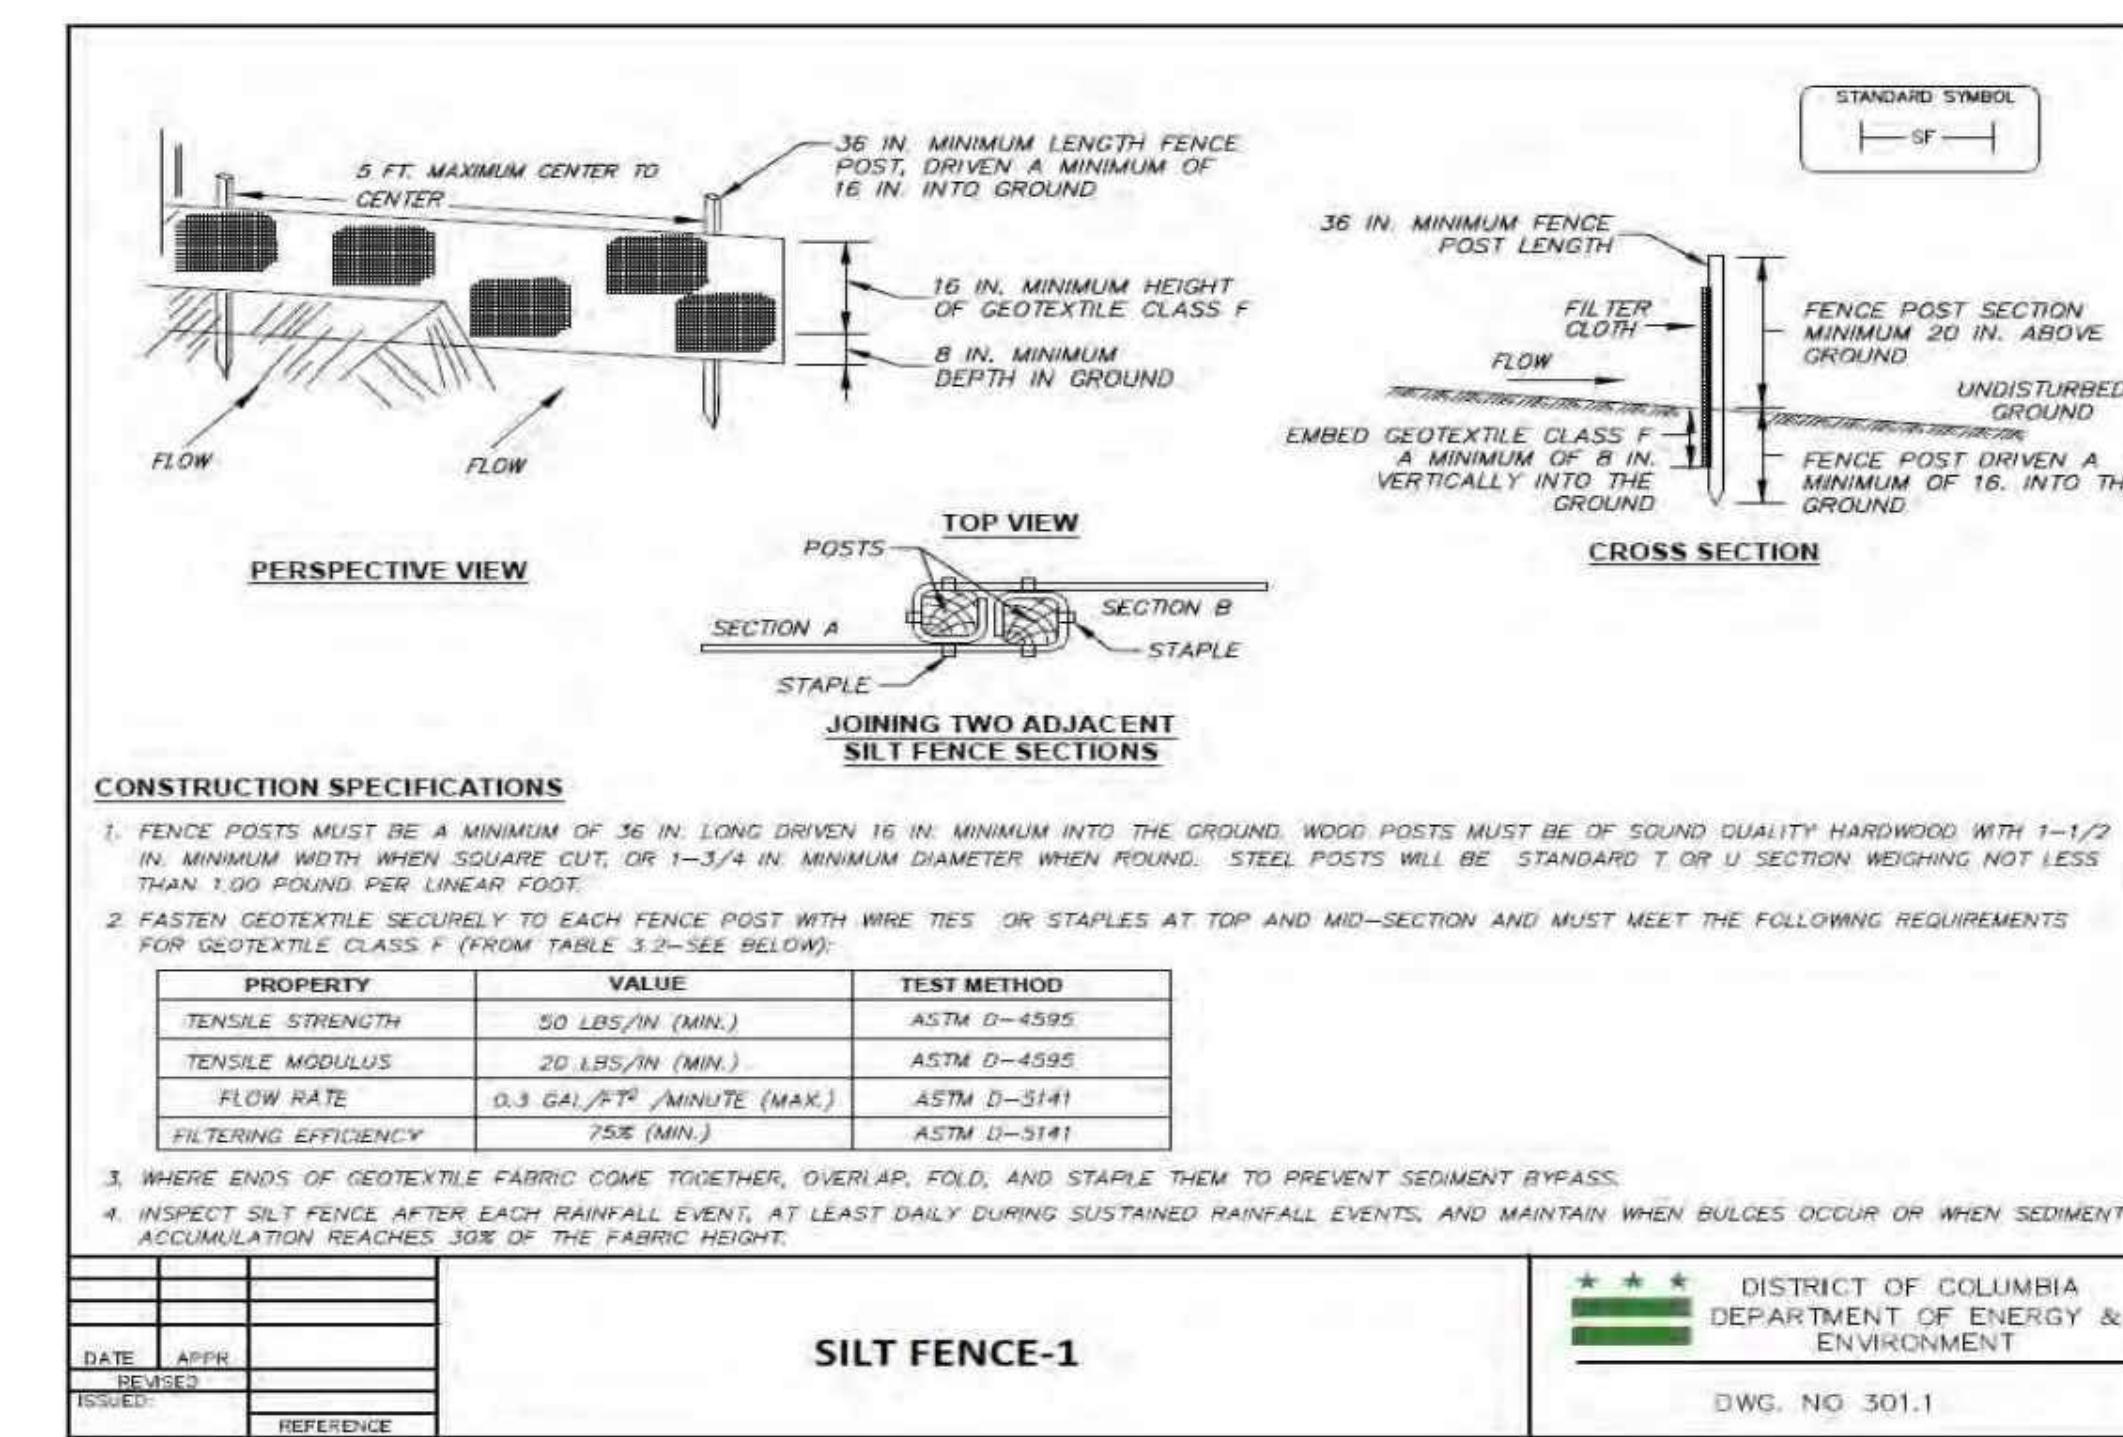 STANDARD SYMBOL
SF
5 FT. MAXIMUM CENTER TO
CENTER
36 IN. MINIMUM LENGTH FENCE
POST, DRIVEN A MINIMUM OF
16 IN. INTO GROUND
16 IN. MINIMUM HEIGHT
OF GEOTEXTILE CLASS F
8 IN. MINIMUM
DEPTH IN GROUND
FLOW
FLOW
PERSPECTIVE VIEW
36 IN. MINIMUM FENCE
POST LENGTH
FILTER
CLOTH
FLOW
FENCE POST SECTION
MINIMUM 20 IN. ABOVE
GROUND
UNDISTURBED
GROUND
EMBED GEOTEXTILE CLASS F
A MINIMUM OF 8 IN.
VERTICALLY INTO THE
GROUND
FENCE POST DRIVEN A
MINIMUM OF 16. INTO TH
GROUND
CROSS SECTION
TOP VIEW
POSTS
SECTION A
SECTION B
STAPLE
STAPLE
JOINING TWO ADJACENT
SILT FENCE SECTIONS
CONSTRUCTION SPECIFICATIONS
1. FENCE POSTS MUST BE A MINIMUM OF 36 IN. LONG DRIVEN 16 IN. MINIMUM INTO THE GROUND. WOOD POSTS MUST BE OF SOUND QUALITY HARDWOOD WITH 1-1/2
IN. MINIMUM WIDTH WHEN SQUARE CUT, OR 1-3/4 IN. MINIMUM DIAMETER WHEN ROUND. STEEL POSTS WILL BE STANDARD T OR U SECTION WEIGHING NOT LESS
THAN 1.00 POUND PER LINEAR FOOT.
2. FASTEN GEOTEXTILE SECURELY TO EACH FENCE POST WITH WIRE TIES OR STAPLES AT TOP AND MID-SECTION AND MUST MEET THE FOLLOWING REQUIREMENTS
FOR GEOTEXTILE CLASS F (FROM TABLE 3.2-SEE BELOW):
PROPERTY VALUE TEST METHOD
TENSILE STRENGTH 50 LBS/IN (MIN.) ASTM D-4595
TENSILE MODULUS 20 LBS/IN (MIN.) ASTM D-4595
FLOW RATE 0.3 GAL/FT² /MINUTE (MAX.) ASTM D-5141
FILTERING EFFICIENCY 75% (MIN.) ASTM D-5141
3. WHERE ENDS OF GEOTEXTILE FABRIC COME TOGETHER, OVERLAP, FOLD, AND STAPLE THEM TO PREVENT SEDIMENT BYPASS.
4. INSPECT SILT FENCE AFTER EACH RAINFALL EVENT, AT LEAST DAILY DURING SUSTAINED RAINFALL EVENTS, AND MAINTAIN WHEN BULGES OCCUR OR WHEN SEDIMENT
ACCUMULATION REACHES 30% OF THE FABRIC HEIGHT.
DATE APPR
REVISED
ISSUED:
REFERENCE
SILT FENCE-1
DISTRICT OF COLUMBIA
DEPARTMENT OF ENERGY &
ENVIRONMENT
DWG. NO 301.1